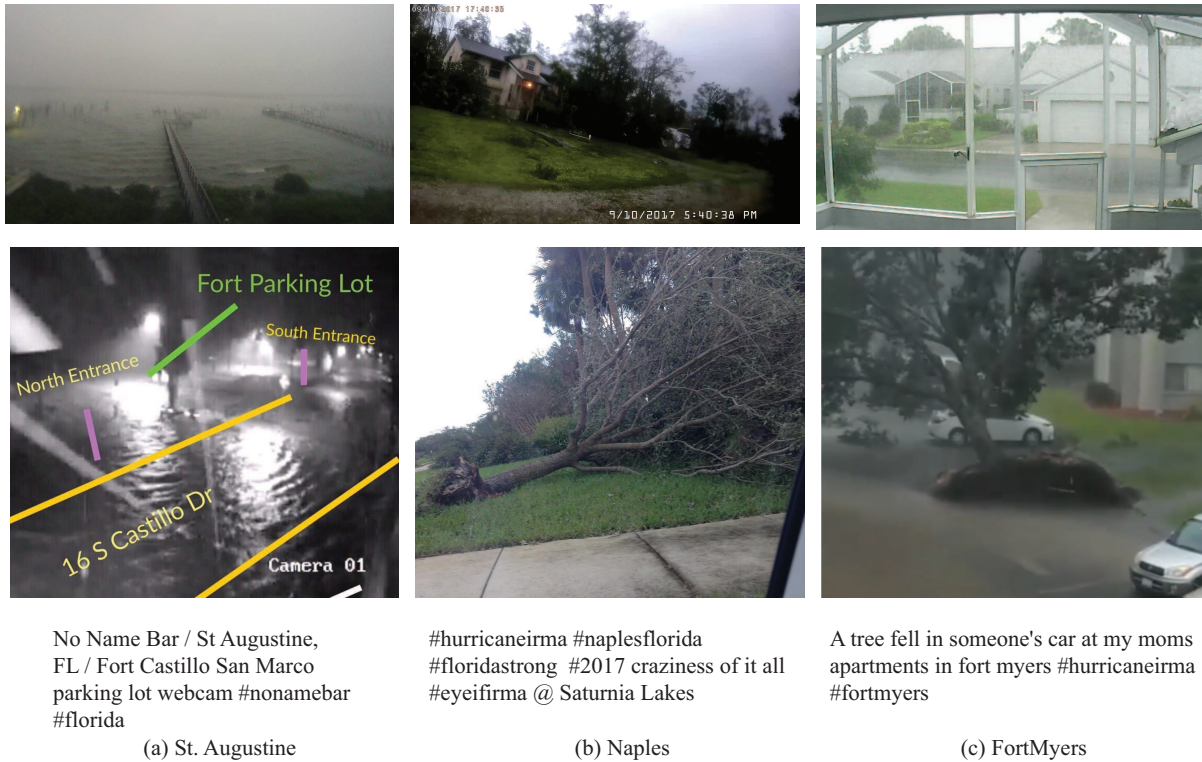 9/10/2017 5:40:38 PM
Fort Parking Lot
South Entrance
North Entrance
16 S Castillo Dr
Camera 01
No Name Bar / St Augustine,
FL / Fort Castillo San Marco
parking lot webcam #nonamebar
#florida
(a) St. Augustine
#hurricaneirma #naplesflorida
#floridastrong #2017 craziness of it all
#eyeifirma @ Saturnia Lakes
(b) Naples
A tree fell in someone's car at my moms
apartments in fort myers #hurricaneirma
#fortmyers
(c) FortMyers